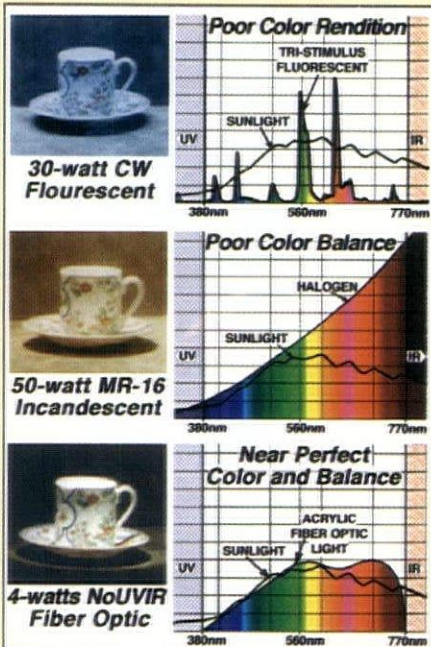 Poor Color Rendition
TRI-STIMULUS
FLUORESCENT
SUNLIGHT
UV
IR
380nm
560nm
770nm
30-watt CW
Flourescent
Poor Color Balance
HALOGEN
SUNLIGHT
UV
IR
380nm
560nm
770nm
50-watt MR-16
Incandescent
Near Perfect
Color and Balance
ACRYLIC
FIBER OPTIC
LIGHT
SUNLIGHT
UV
IR
380nm
560nm
770nm
4-watts NoUVIR
Fiber Optic